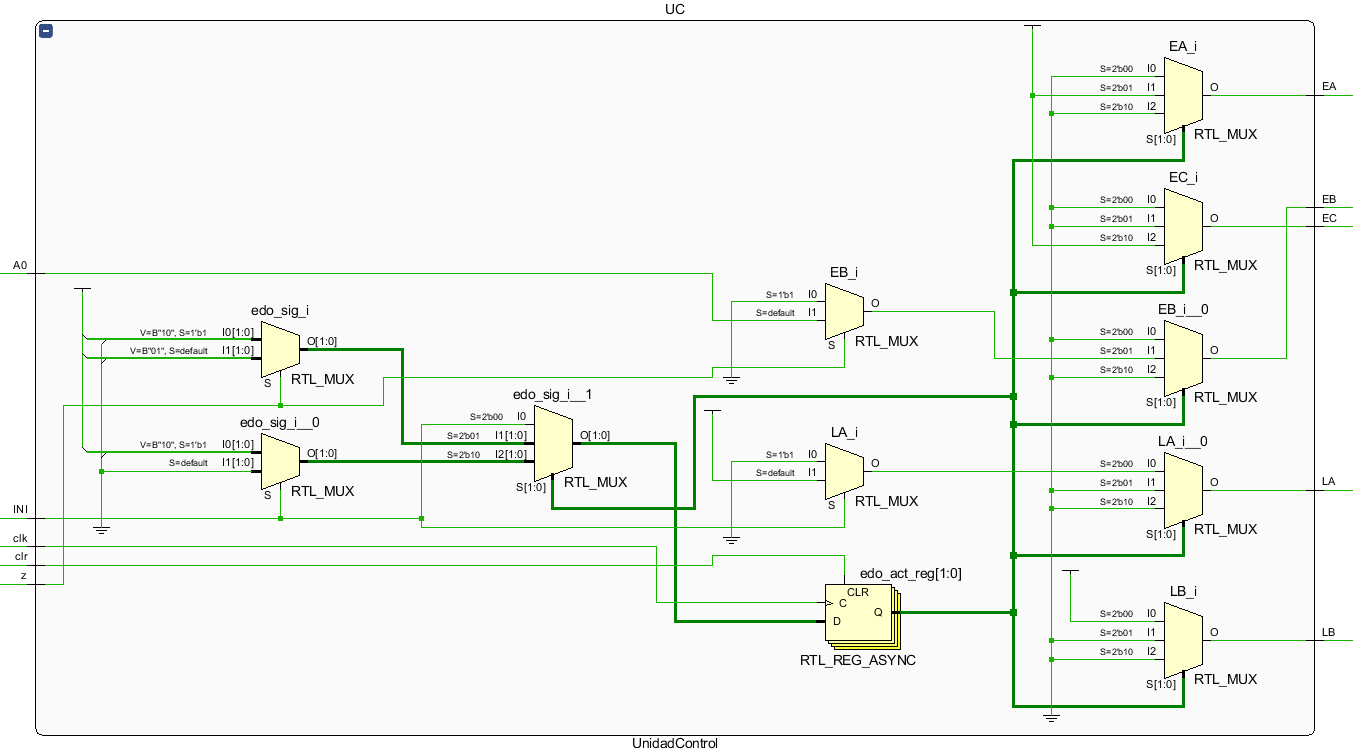 UC
EA_i
S=2'b00 I0
S=2'b01 I1
S=2'b10 I2
O
EA
S[1:0]
RTL_MUX
EC_i
S=2'b00 I0
S=2'b01 I1
S=2'b10 I2
O
EB
EC
S[1:0]
RTL_MUX
A0
EB_i
S=1'b1 I0
S=default I1
O
S
RTL_MUX
edo_sig_i
V=B"10", S=1'b1 I0[1:0]
V=B"01", S=default I1[1:0]
O[1:0]
S
RTL_MUX
EB_i__0
S=2'b00 I0
S=2'b01 I1
S=2'b10 I2
O
S[1:0]
RTL_MUX
edo_sig_i__1
S=2'b00 I0
S=2'b01 I1[1:0]
S=2'b10 I2[1:0]
O[1:0]
S[1:0]
RTL_MUX
edo_sig_i__0
V=B"10", S=1'b1 I0[1:0]
S=default I1[1:0]
O[1:0]
S
RTL_MUX
LA_i
S=1'b1 I0
S=default I1
O
S
RTL_MUX
LA_i__0
S=2'b00 I0
S=2'b01 I1
S=2'b10 I2
O
LA
S[1:0]
RTL_MUX
INI
clk
clr
z
edo_act_reg[1:0]
CLR
C
D
Q
RTL_REG_ASYNC
LB_i
S=2'b00 I0
S=2'b01 I1
S=2'b10 I2
O
LB
S[1:0]
RTL_MUX
UnidadControl